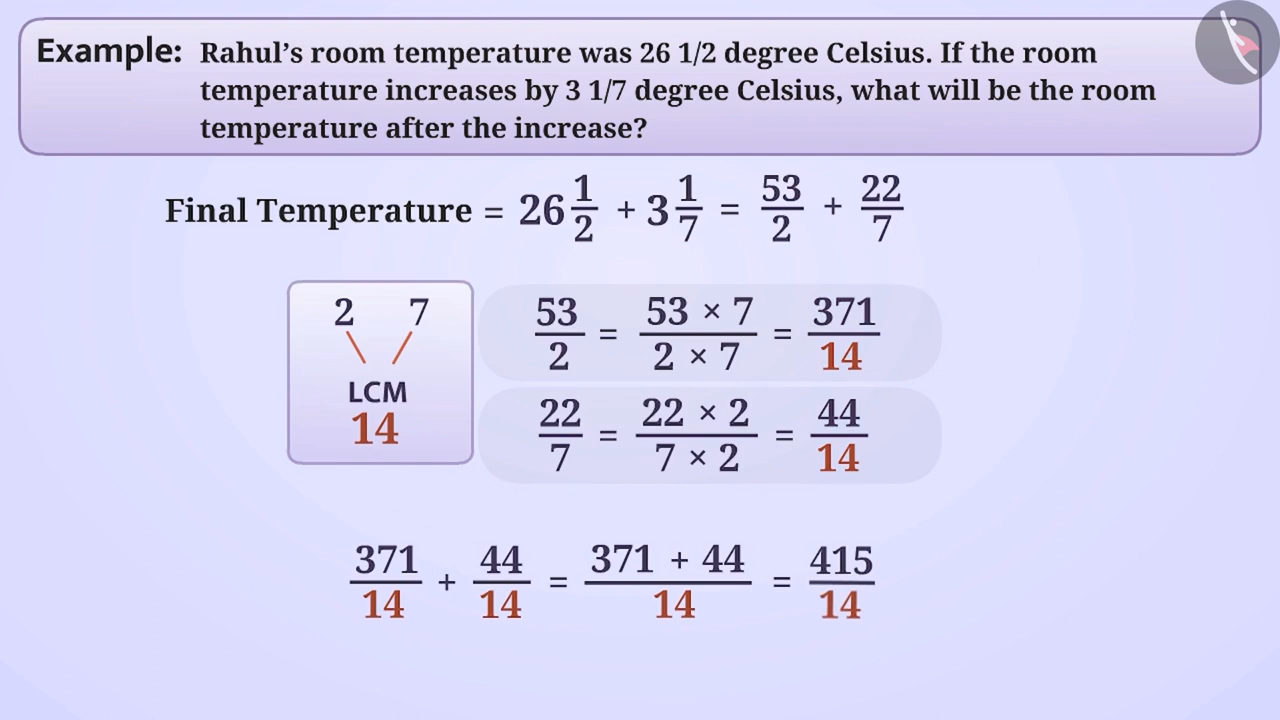 Example: Rahul’s room temperature was 26 1/2 degree Celsius. If the room
temperature increases by 3 1/7 degree Celsius, what will be the room
temperature after the increase?
Final Temperature = 26 1/2 + 3 1/7 = 53/2 + 22/7
2 7
LCM
14
53/2 = 53 × 7/2 × 7 = 371/14
22/7 = 22 × 2/7 × 2 = 44/14
371/14 + 44/14 = 371 + 44/14 = 415/14